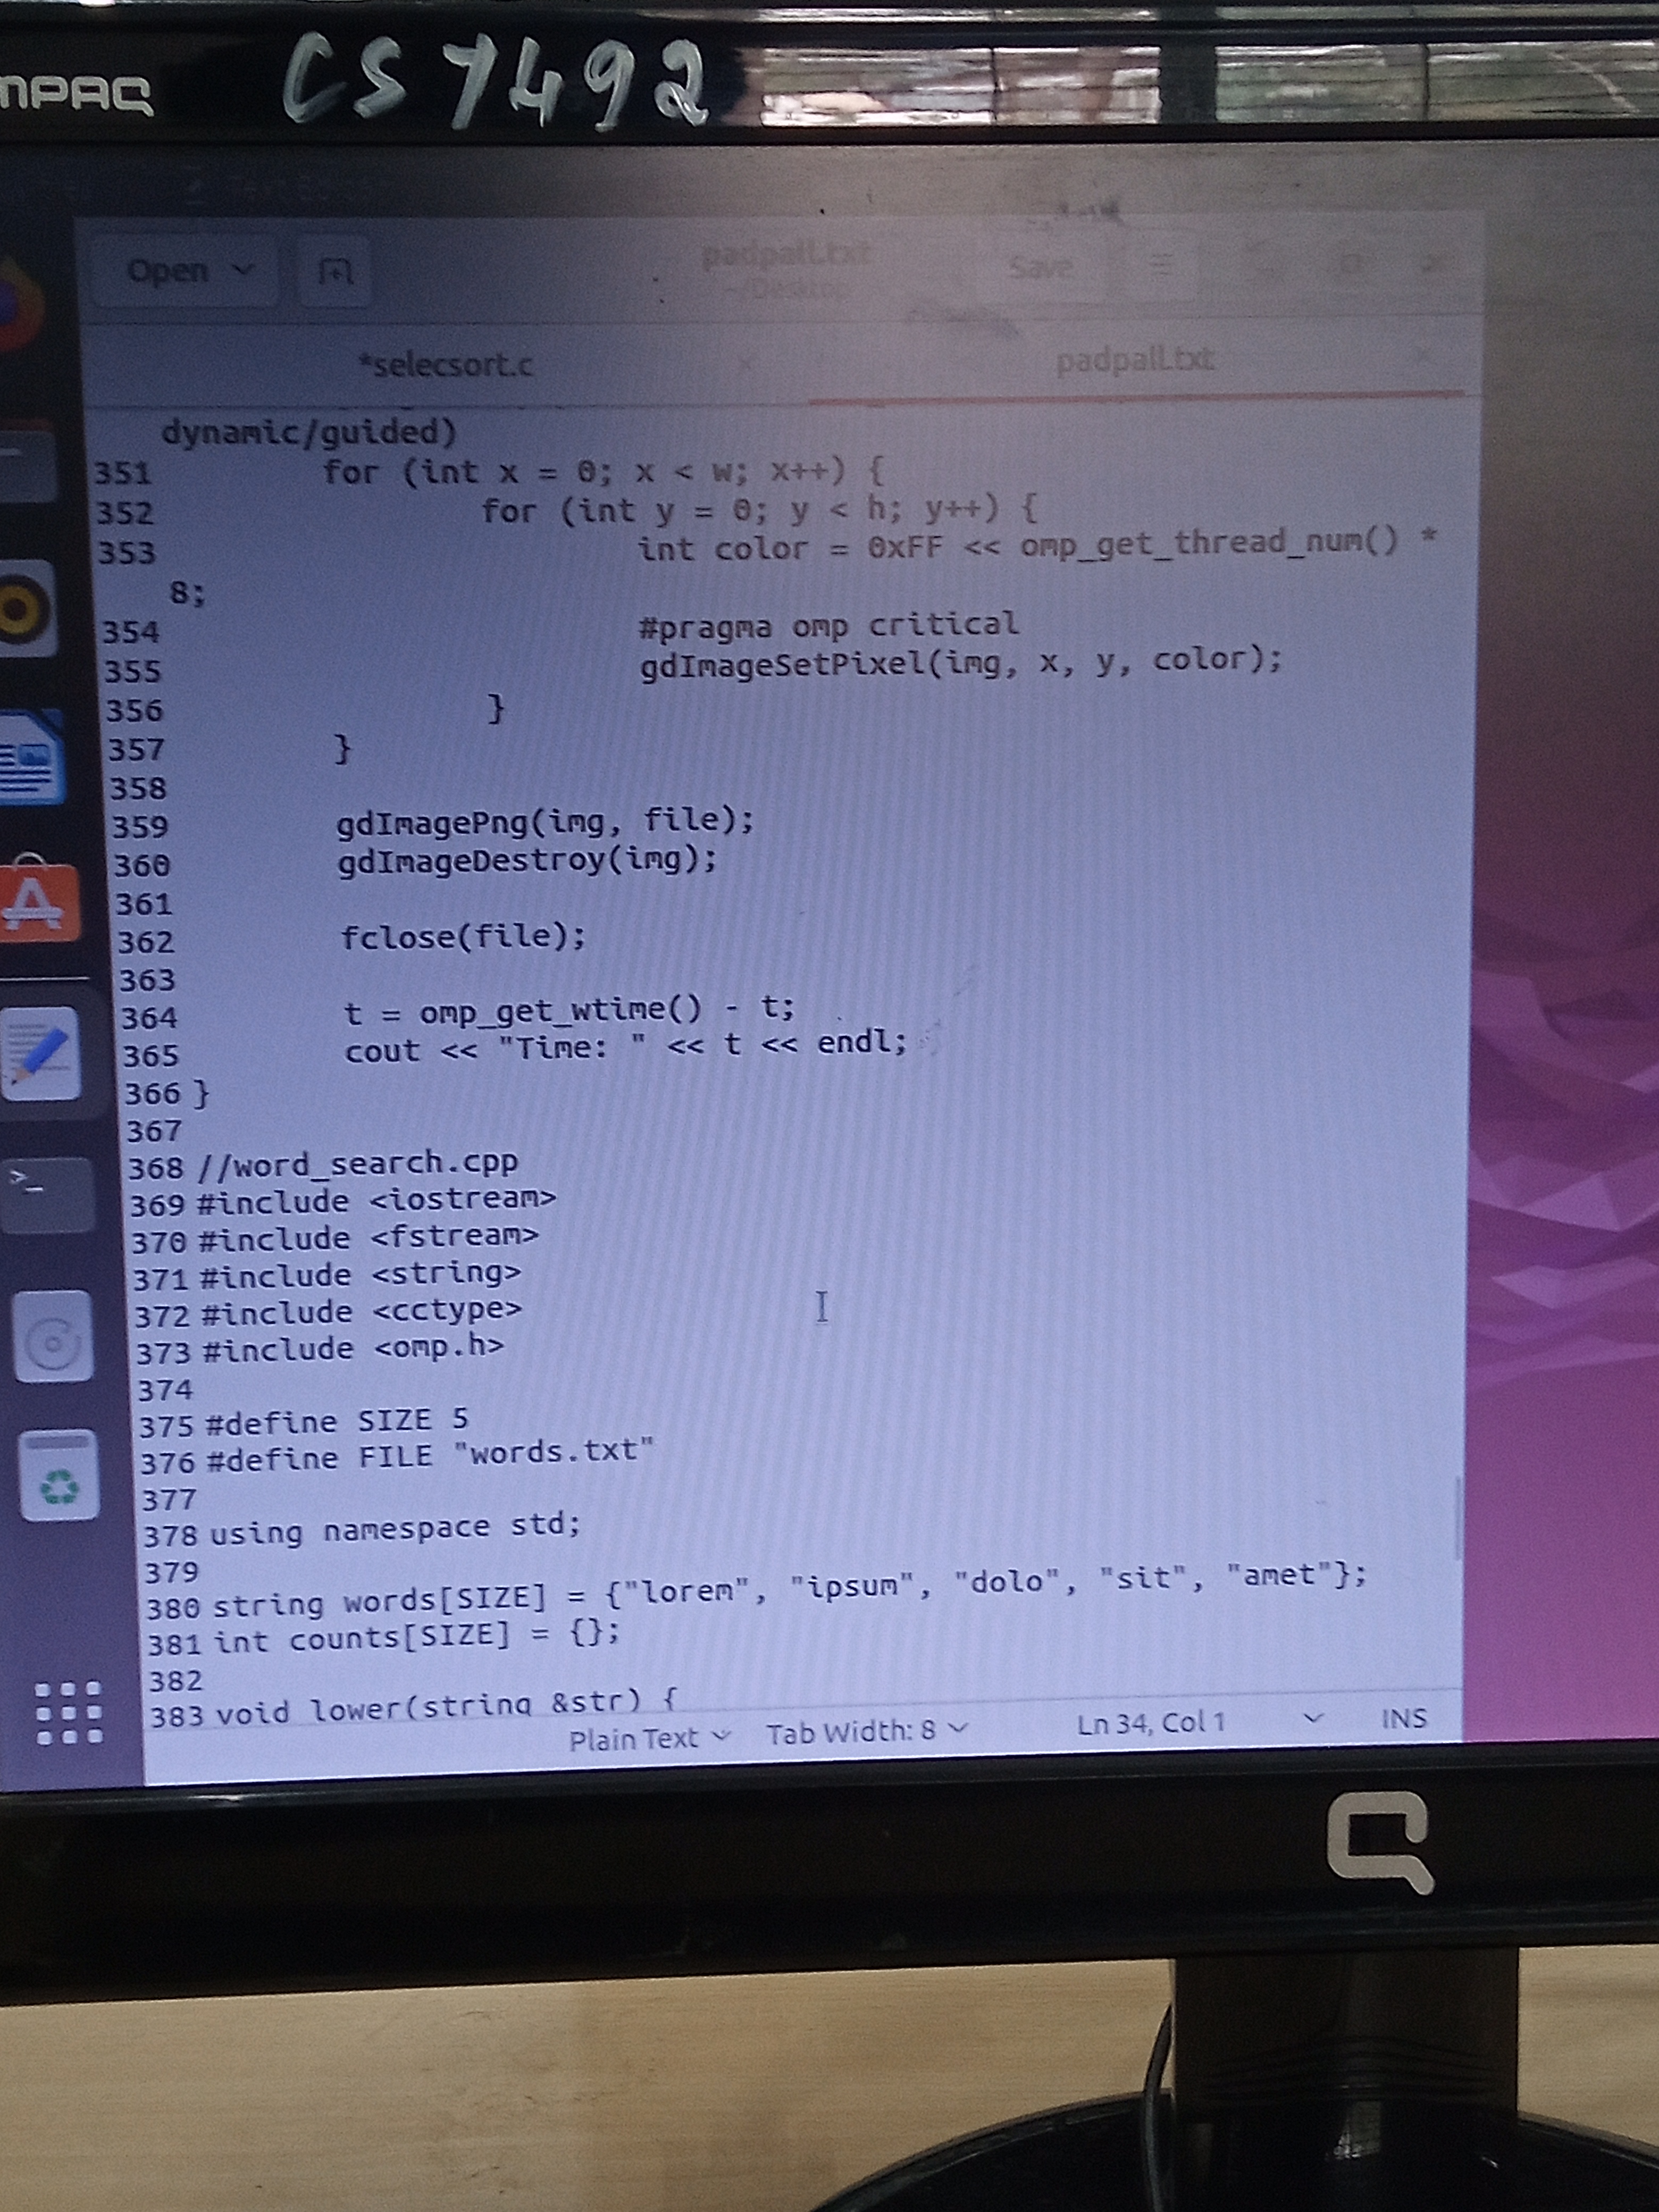 MPAQ
CS 7492
Open
padpall.txt
~/Desktop
Save
*selecsort.c
padpall.txt
dynamic/guided)
351 for (int x = 0; x < w; x++) {
352 for (int y = 0; y < h; y++) {
353 int color = 0xFF << omp_get_thread_num() *
8;
354 #pragma omp critical
355 gdImageSetPixel(img, x, y, color);
356 }
357 }
358
359 gdImagePng(img, file);
360 gdImageDestroy(img);
361
362 fclose(file);
363
364 t = omp_get_wtime() - t;
365 cout << "Time: " << t << endl;
366 }
367
368 //word_search.cpp
369 #include <iostream>
370 #include <fstream>
371 #include <string>
372 #include <cctype>
373 #include <omp.h>
374
375 #define SIZE 5
376 #define FILE "words.txt"
377
378 using namespace std;
379
380 string words[SIZE] = {"lorem", "ipsum", "dolo", "sit", "amet"};
381 int counts[SIZE] = {};
382
383 void lower(string &str) {
Plain Text Tab Width: 8 Ln 34, Col 1 INS